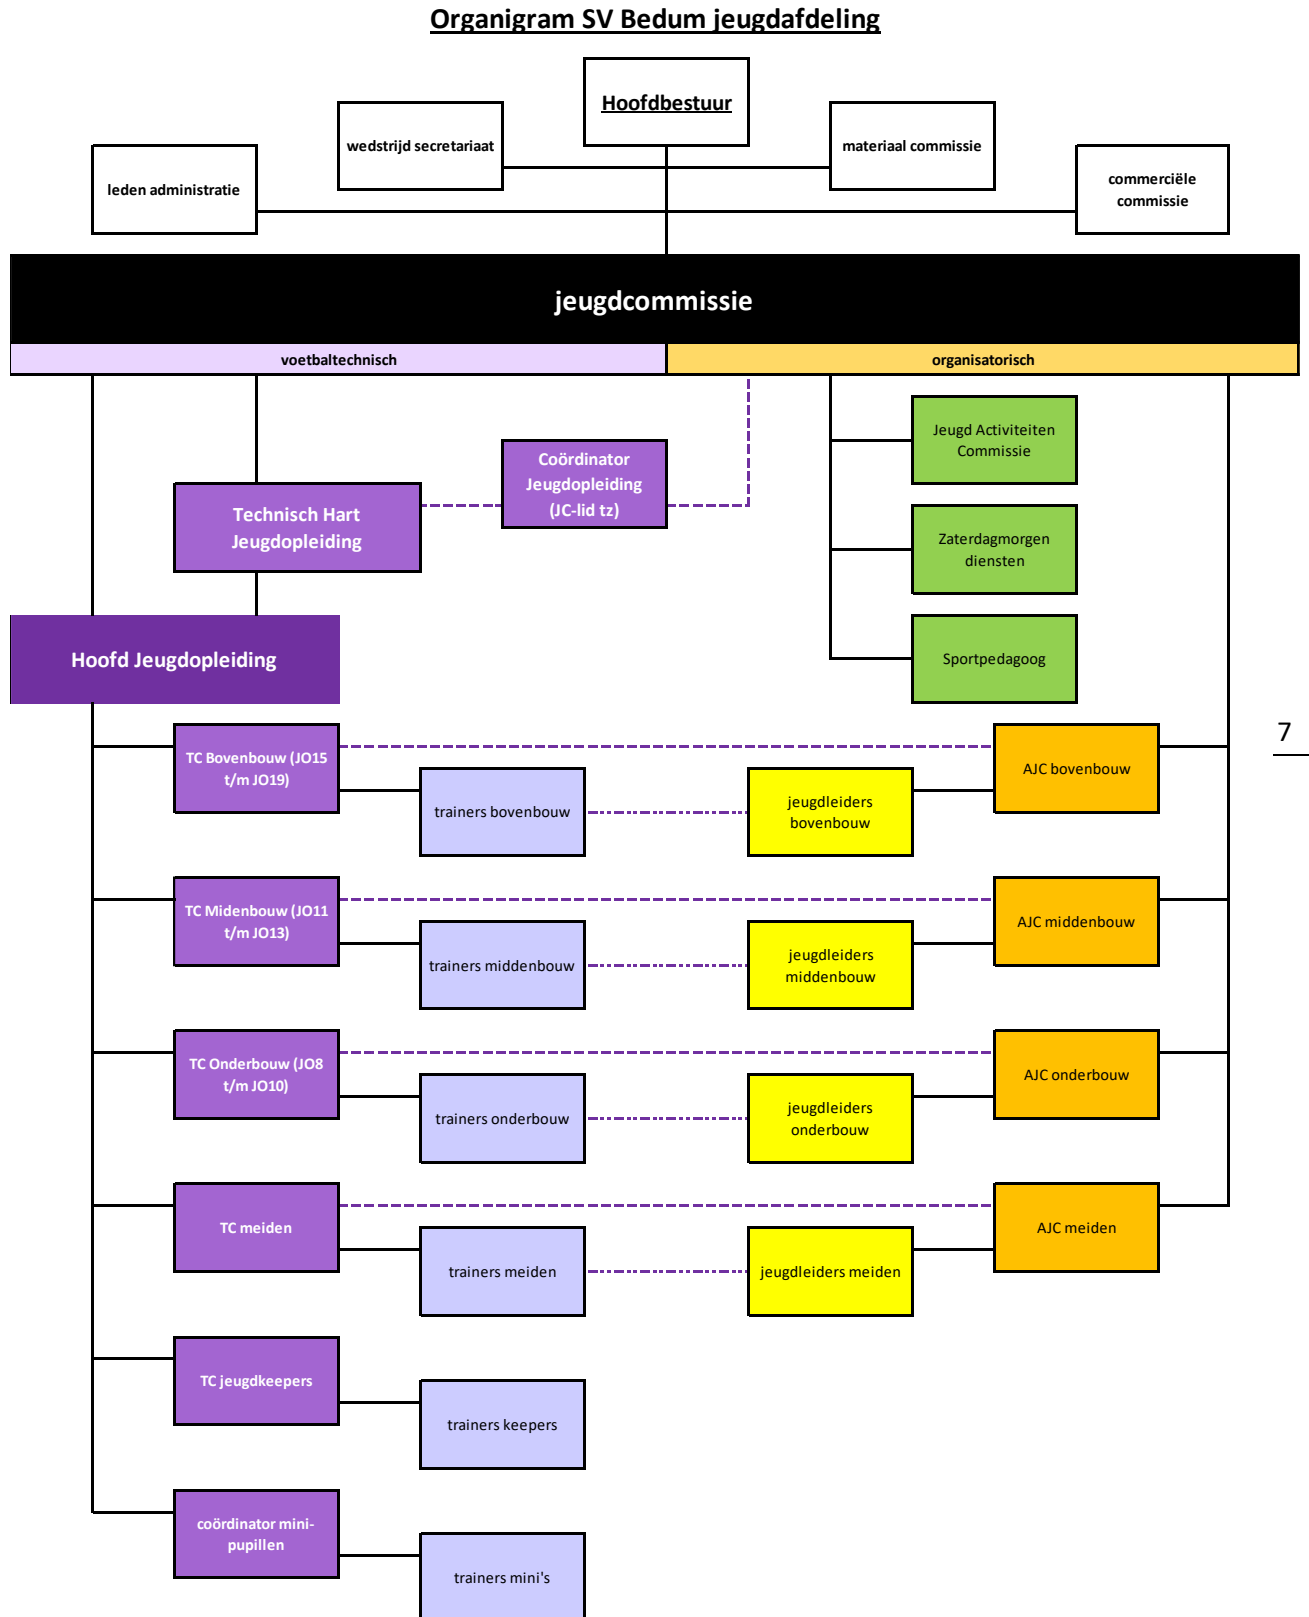 Organigram SV Bedum jeugdafdeling
Hoofdbestuur
wedstrijd secretariaat
materiaal commissie
leden administratie
commerciële
commissie
jeugdcommissie
voetbaltechnisch
organisatorisch
Jeugd Activiteiten
Commissie
Coördinator
Jeugdopleiding
(JC-lid tz)
Technisch Hart
Jeugdopleiding
Zaterdagmorgen
diensten
Hoofd Jeugdopleiding
Sportpedagoog
7
TC Bovenbouw (JO15
t/m JO19)
AJC bovenbouw
trainers bovenbouw
jeugdleiders
bovenbouw
TC Midenbouw (JO11
t/m JO13)
AJC middenbouw
trainers middenbouw
jeugdleiders
middenbouw
TC Onderbouw (JO8
t/m JO10)
AJC onderbouw
trainers onderbouw
jeugdleiders
onderbouw
TC meiden
AJC meiden
trainers meiden
jeugdleiders meiden
TC jeugdkeepers
trainers keepers
coördinator mini-
pupillen
trainers mini's